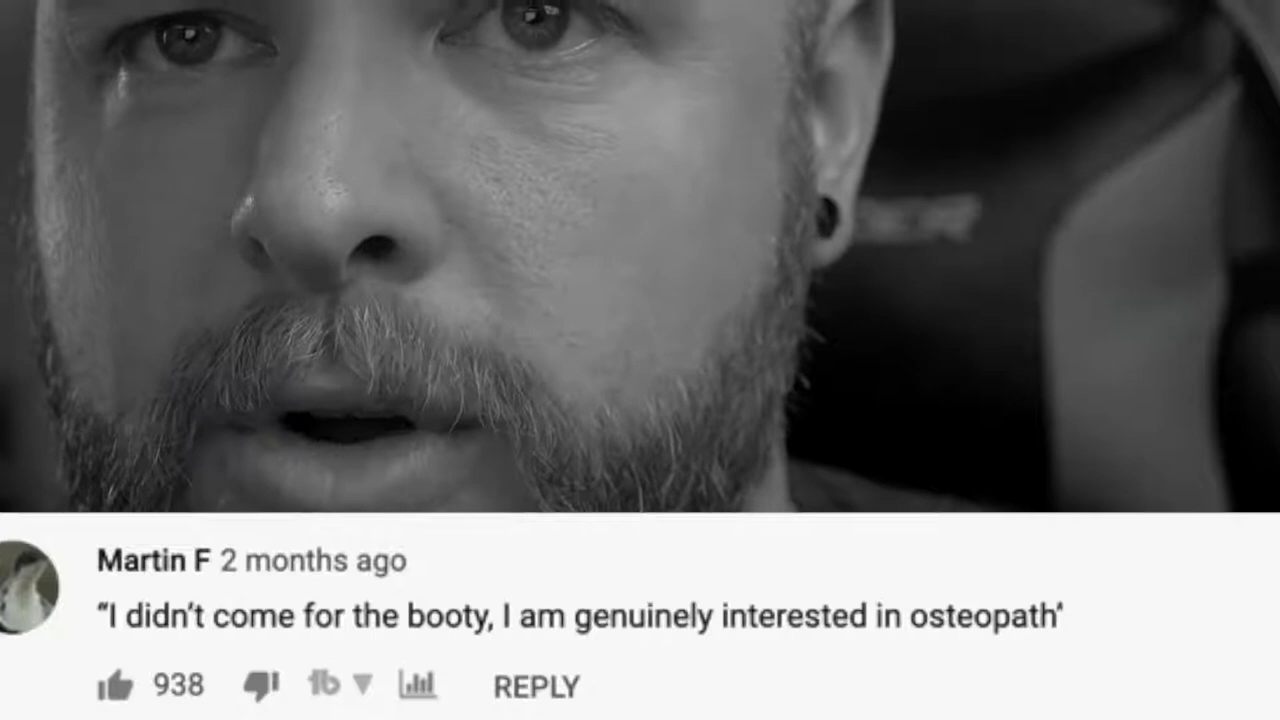 Martin F 2 months ago
“I didn’t come for the booty, I am genuinely interested in osteopath’
938
REPLY